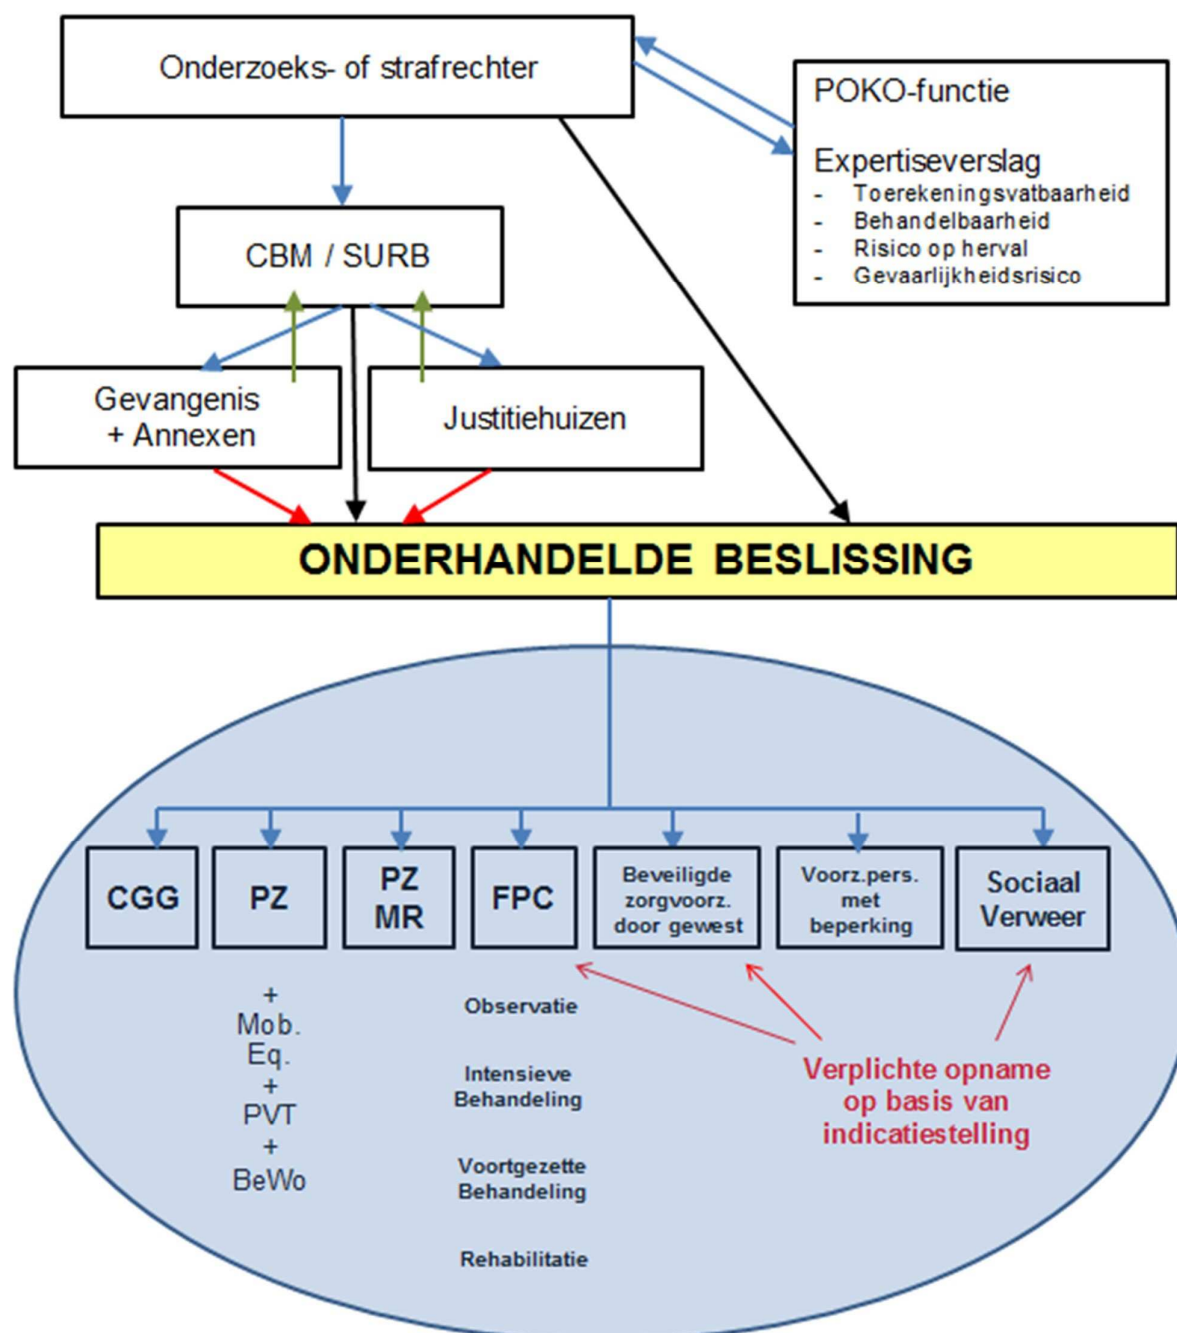 Onderzoeks- of strafrechter
POKO-functie
Expertiseverslag
- Toerekeningsvatbaarheid
- Behandelbaarheid
- Risico op herval
- Gevaarlijkheidsrisico
CBM / SURB
Gevangenis
+ Annexen
Justitiehuizen
ONDERHANDELDE BESLISSING
CGG
PZ
PZ
MR
FPC
Beveiligde
zorgvoorz.
door gewest
Voorz.pers.
met
beperking
Sociaal
Verweer
+
Mob.
Eq.
+
PVT
+
BeWo
Observatie
Intensieve
Behandeling
Voortgezette
Behandeling
Rehabilitatie
Verplichte opname
op basis van
indicatiestelling